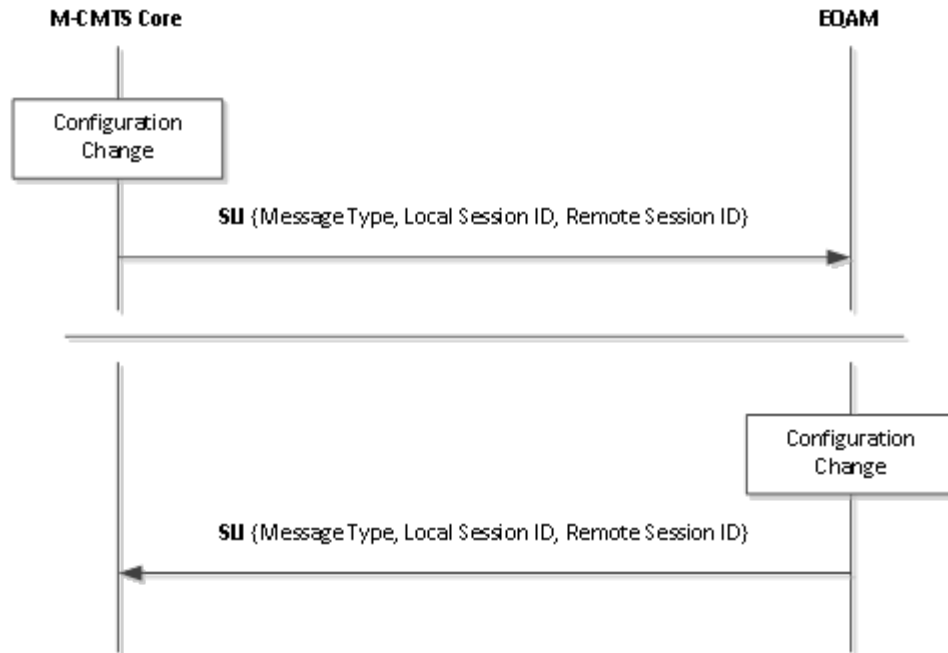 M-CMTS Core
EQAM
Configuration
Change
SLI {Message Type, Local Session ID, Remote Session ID}
Configuration
Change
SLI {Message Type, Local Session ID, Remote Session ID}